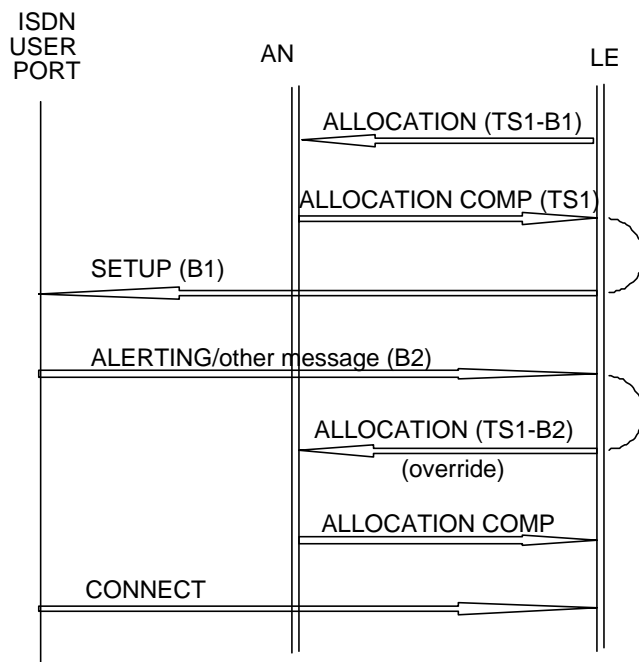 ISDN
USER
PORT
AN
LE
ALLOCATION (TS1-B1)
ALLOCATION COMP (TS1)
SETUP (B1)
ALERTING/other message (B2)
ALLOCATION (TS1-B2)
(override)
ALLOCATION COMP
CONNECT